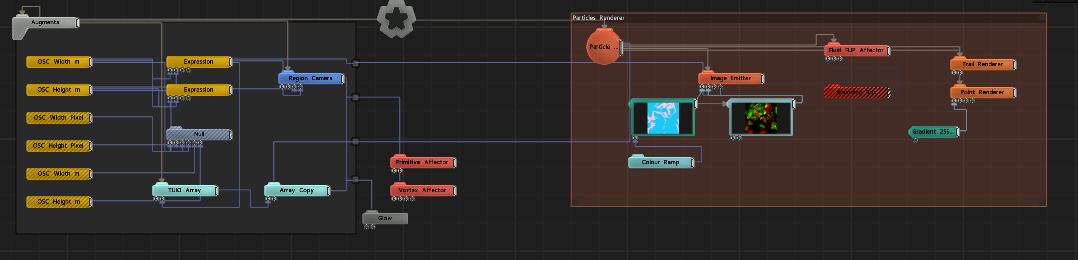 Particles Renderer
Augmenta
Particle ...
Fluid FLIP Affector
OSC Width m
Expression
Trail Renderer
Region Camera
Image Emitter
OSC Height m
Expression
Point Renderer
OSC Width Pixel
Null
Gradient 256...
OSC Height Pixel
Primitive Affector
Colour Ramp
OSC Width m
TUIO Array
Array Copy
Vortex Affector
OSC Height m
Glow